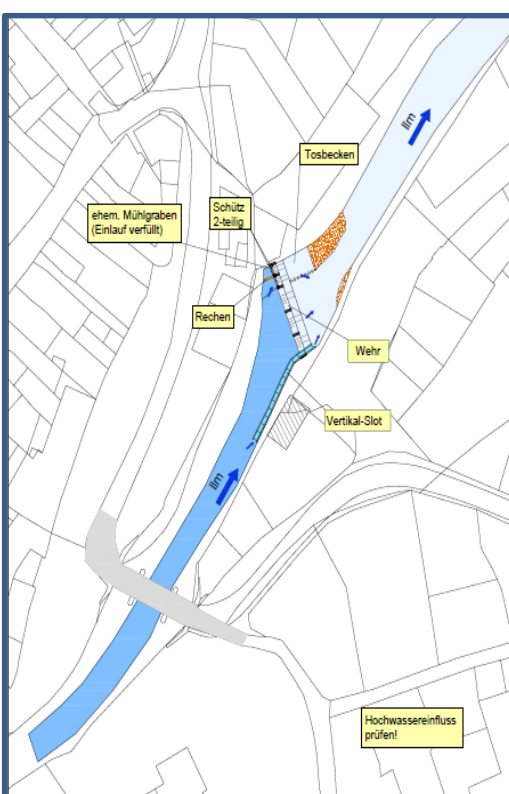 Ilm
Tosbecken
Schütz
2-teilig
ehem. Mühlgraben
(Einlauf verfüllt)
Rechen
Wehr
Vertikal-Slot
Ilm
Hochwassereinfluss
prüfen!